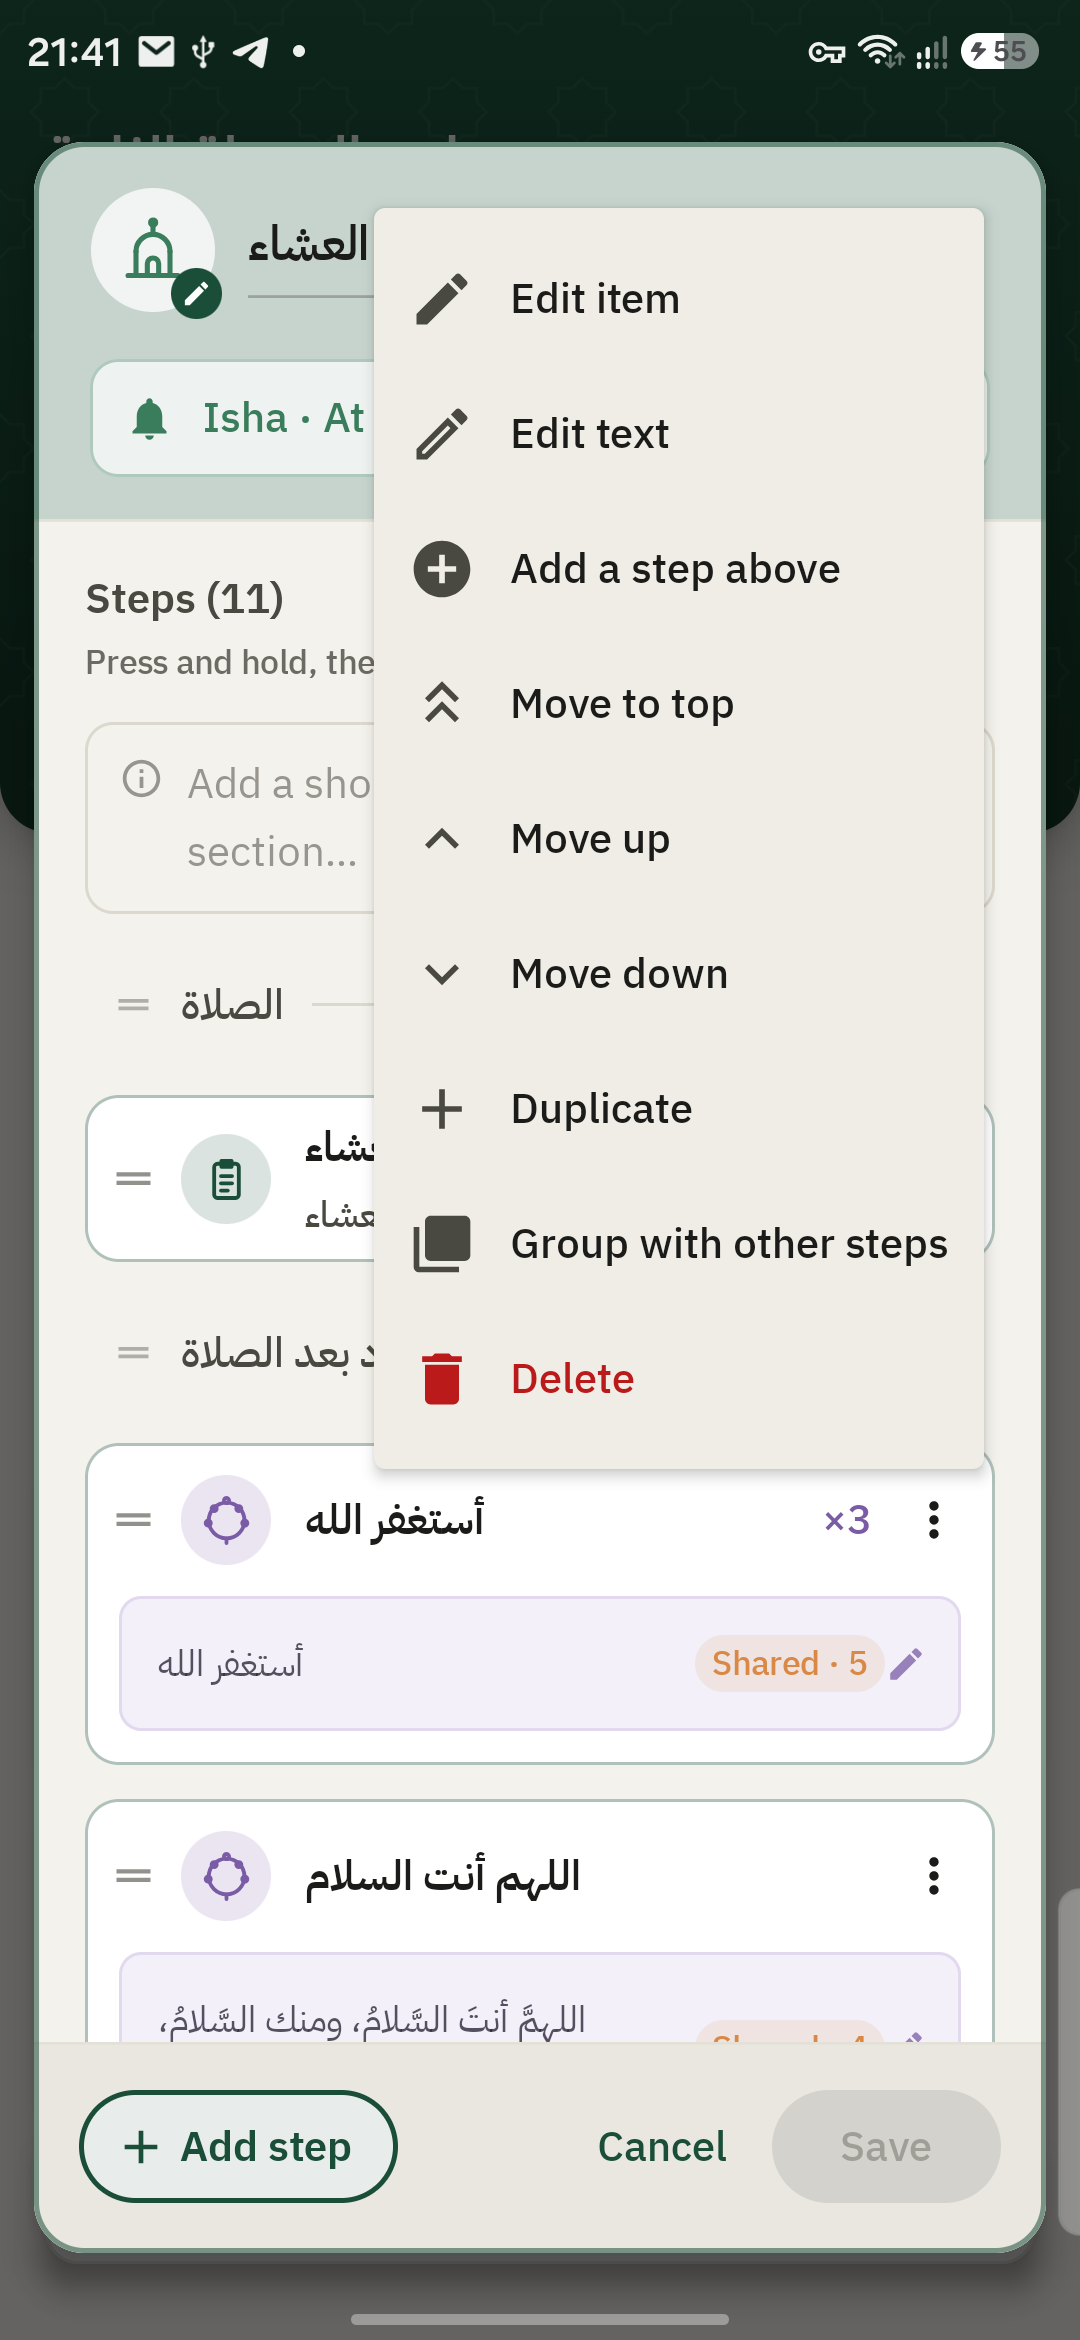 21:41
55
العشاء
Isha · At
Steps (11)
Press and hold, the
Add a sho
section...
الصلاة
عشاء
عشاء
بعد الصلاة
أستغفر الله
×3
أستغفر الله
Shared · 5
اللهم أنت السلام
اللهمَّ أنتَ السَّلامُ، ومنك السَّلامُ،
Edit item
Edit text
Add a step above
Move to top
Move up
Move down
Duplicate
Group with other steps
Delete
Add step
Cancel
Save